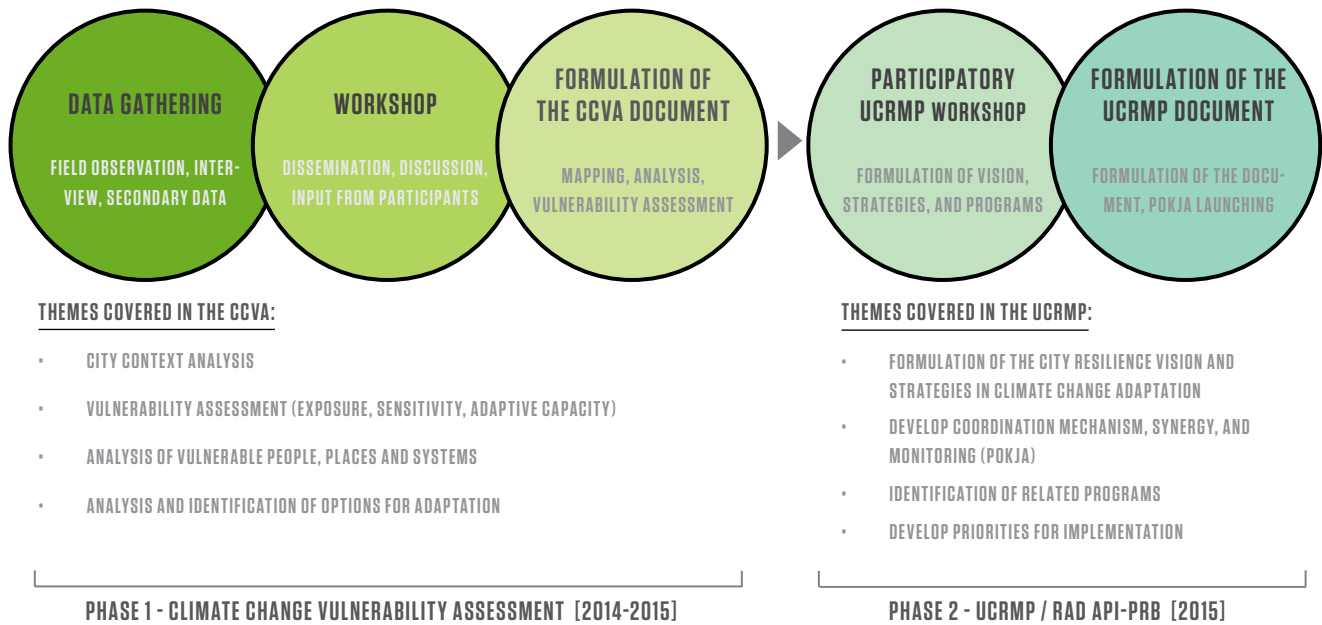 DATA GATHERING
FIELD OBSERVATION, INTER-
VIEW, SECONDARY DATA
WORKSHOP
DISSEMINATION, DISCUSSION,
INPUT FROM PARTICIPANTS
FORMULATION OF
THE CCVA DOCUMENT
MAPPING, ANALYSIS,
VULNERABILITY ASSESSMENT
PARTICIPATORY
UCRMP WORKSHOP
FORMULATION OF VISION,
STRATEGIES, AND PROGRAMS
FORMULATION OF THE
UCRMP DOCUMENT
FORMULATION OF THE DOCU-
MENT, POKJA LAUNCHING
THEMES COVERED IN THE CCVA:
• CITY CONTEXT ANALYSIS
• VULNERABILITY ASSESSMENT (EXPOSURE, SENSITIVITY, ADAPTIVE CAPACITY)
• ANALYSIS OF VULNERABLE PEOPLE, PLACES AND SYSTEMS
• ANALYSIS AND IDENTIFICATION OF OPTIONS FOR ADAPTATION
PHASE 1 - CLIMATE CHANGE VULNERABILITY ASSESSMENT [2014-2015]
THEMES COVERED IN THE UCRMP:
• FORMULATION OF THE CITY RESILIENCE VISION AND
STRATEGIES IN CLIMATE CHANGE ADAPTATION
• DEVELOP COORDINATION MECHANISM, SYNERGY, AND
MONITORING (POKJA)
• IDENTIFICATION OF RELATED PROGRAMS
• DEVELOP PRIORITIES FOR IMPLEMENTATION
PHASE 2 - UCRMP / RAD API-PRB [2015]